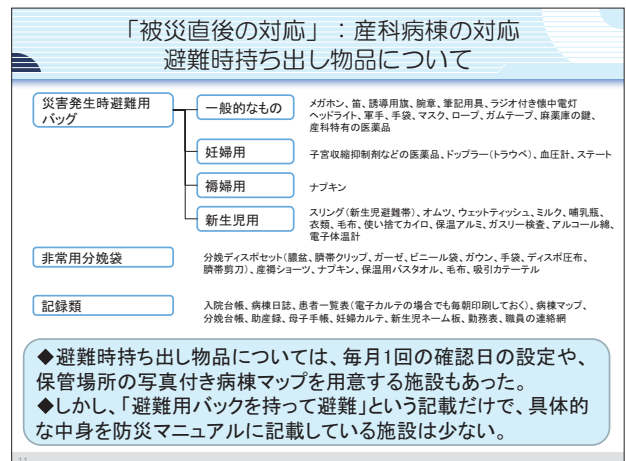 「被災直後の対応」：産科病棟の対応
避難時持ち出し物品について
災害発生時避難用
バッグ
一般的なもの
メガホン、笛、誘導用旗、腕章、筆記用具、ラジオ付き懐中電灯
ヘッドライト、軍手、手袋、マスク、ロープ、ガムテープ、麻薬庫の鍵、
産科特有の医薬品
妊婦用
子宮収縮抑制剤などの医薬品、ドップラー(トラウベ)、血圧計、ステート
褥婦用
ナプキン
新生児用
スリング(新生児避難帯)、オムツ、ウェットティッシュ、ミルク、哺乳瓶、
衣類、毛布、使い捨てカイロ、保温アルミ、ガスリー検査、アルコール綿、
電子体温計
非常用分娩袋
分娩ディスポセット(膿盆、臍帯クリップ、ガーゼ、ビニール袋、ガウン、手袋、ディスポ圧布、
臍帯剪刀)、産褥ショーツ、ナプキン、保温用バスタオル、毛布、吸引カテーテル
記録類
入院台帳、病棟日誌、患者一覧表(電子カルテの場合でも毎朝印刷しておく)、病棟マップ、
分娩台帳、助産録、母子手帳、妊婦カルテ、新生児ネーム板、勤務表、職員の連絡網
◆避難時持ち出し物品については、毎月1回の確認日の設定や、
保管場所の写真付き病棟マップを用意する施設もあった。
◆しかし、「避難用バックを持って避難」という記載だけで、具体的
な中身を防災マニュアルに記載している施設は少ない。
11